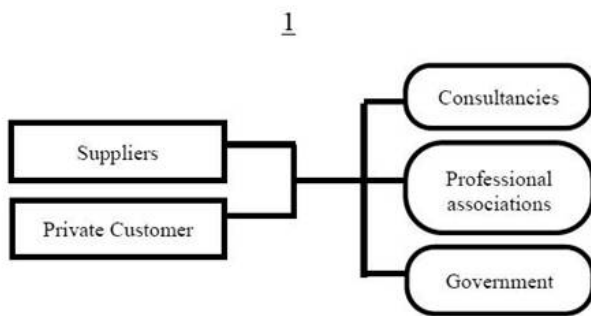 1
Suppliers
Private Customer
Consultancies
Professional
associations
Government